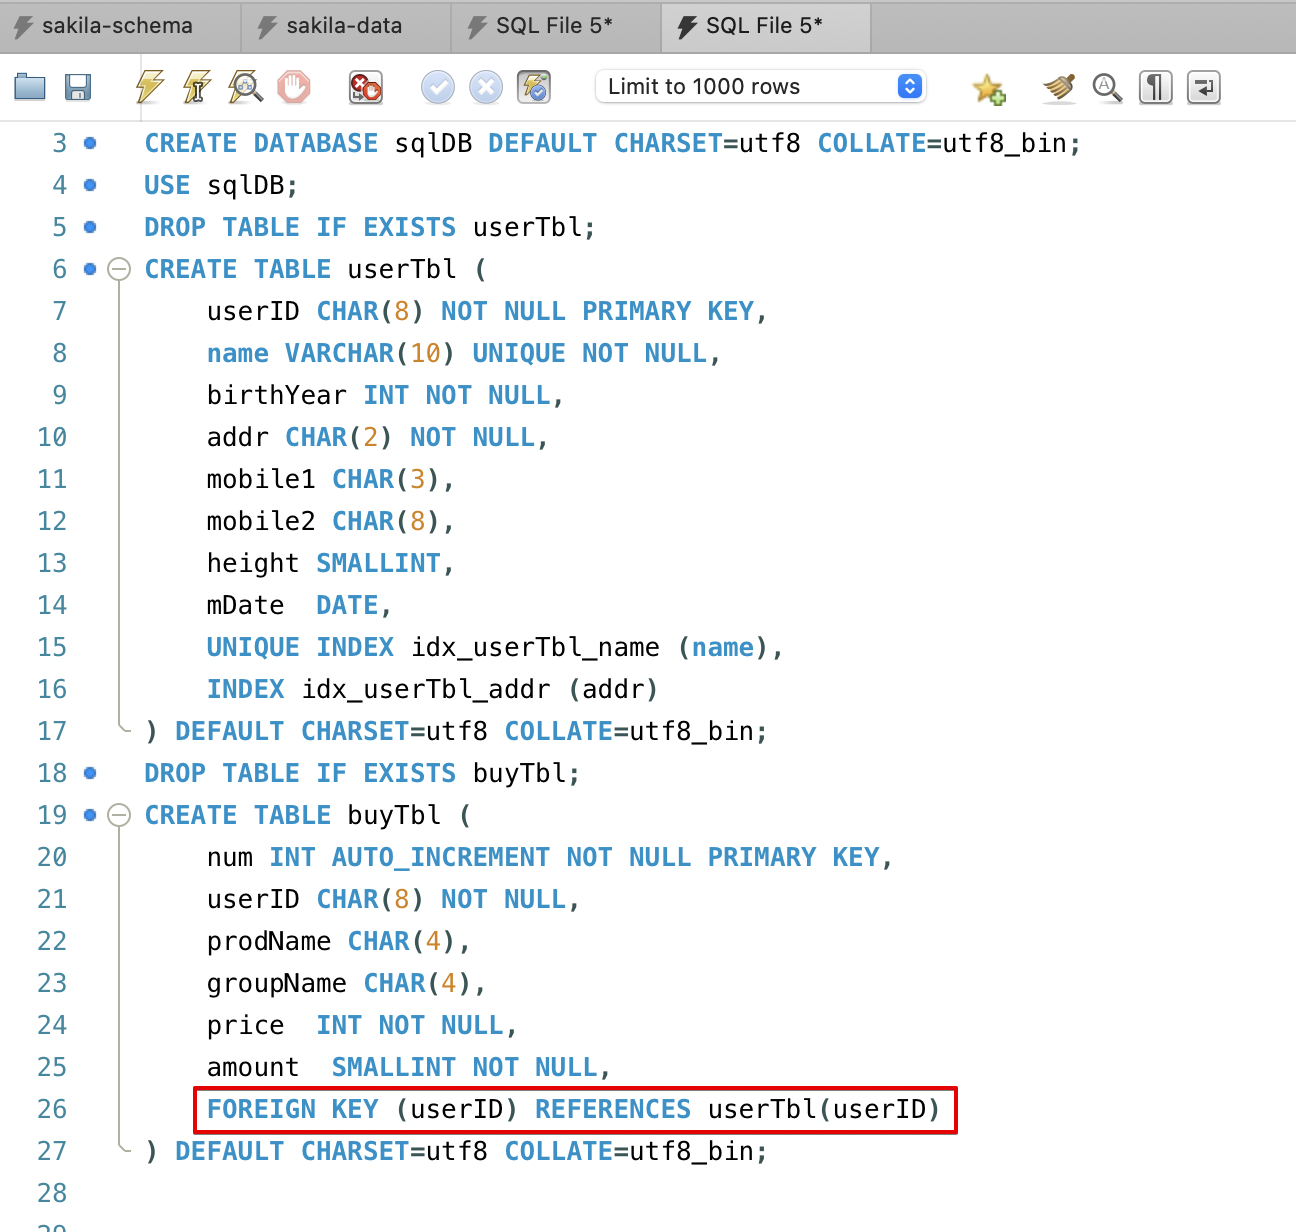 sakila-schema sakila-data SQL File 5* SQL File 5*
Limit to 1000 rows
3 CREATE DATABASE sqlDB DEFAULT CHARSET=utf8 COLLATE=utf8_bin;
4 USE sqlDB;
5 DROP TABLE IF EXISTS userTbl;
6 CREATE TABLE userTbl (
7 userID CHAR(8) NOT NULL PRIMARY KEY,
8 name VARCHAR(10) UNIQUE NOT NULL,
9 birthYear INT NOT NULL,
10 addr CHAR(2) NOT NULL,
11 mobile1 CHAR(3),
12 mobile2 CHAR(8),
13 height SMALLINT,
14 mDate  DATE,
15 UNIQUE INDEX idx_userTbl_name (name),
16 INDEX idx_userTbl_addr (addr)
17 ) DEFAULT CHARSET=utf8 COLLATE=utf8_bin;
18 DROP TABLE IF EXISTS buyTbl;
19 CREATE TABLE buyTbl (
20 num INT AUTO_INCREMENT NOT NULL PRIMARY KEY,
21 userID CHAR(8) NOT NULL,
22 prodName CHAR(4),
23 groupName CHAR(4),
24 price  INT NOT NULL,
25 amount  SMALLINT NOT NULL,
26 FOREIGN KEY (userID) REFERENCES userTbl(userID)
27 ) DEFAULT CHARSET=utf8 COLLATE=utf8_bin;
28